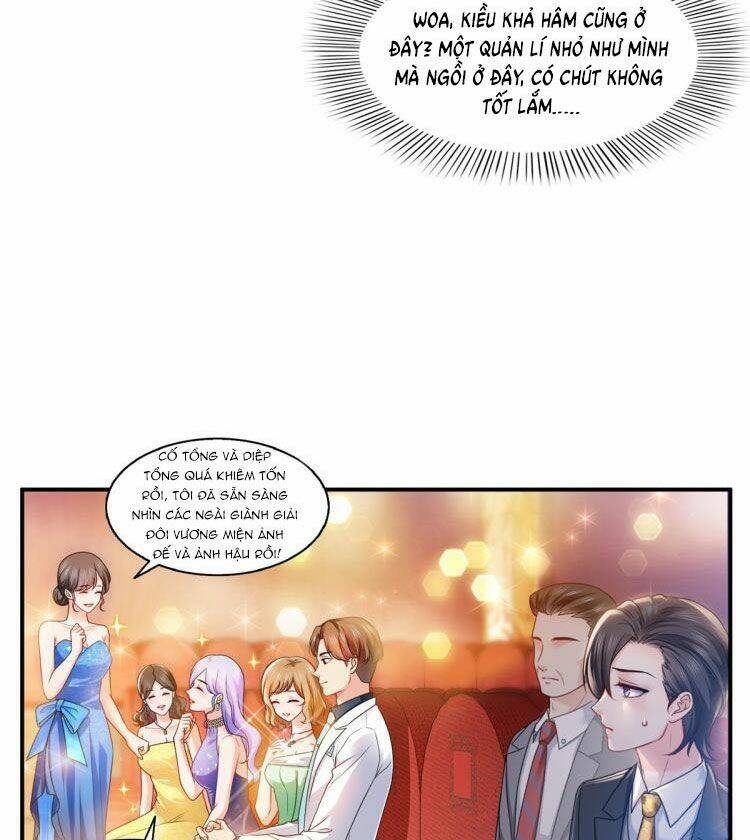 WOA, KIỀU KHẢ HÂM CŨNG Ở
ĐÂY? MỘT QUẢN LÍ NHỎ NHƯ MÌNH
MÀ NGỒI Ở ĐÂY, CÓ CHÚT KHÔNG
TỐT LẮM.....
CỐ TỔNG VÀ DIỆP
TỔNG QUÁ KHIÊM TỐN
RỒI, TÔI ĐÃ SẴN SÀNG
NHÌN CÁC NGÀI GIÀNH GIẢI
ĐÔI VƯƠNG MIỆN ẢNH
ĐẾ VÀ ẢNH HẬU RỒI!